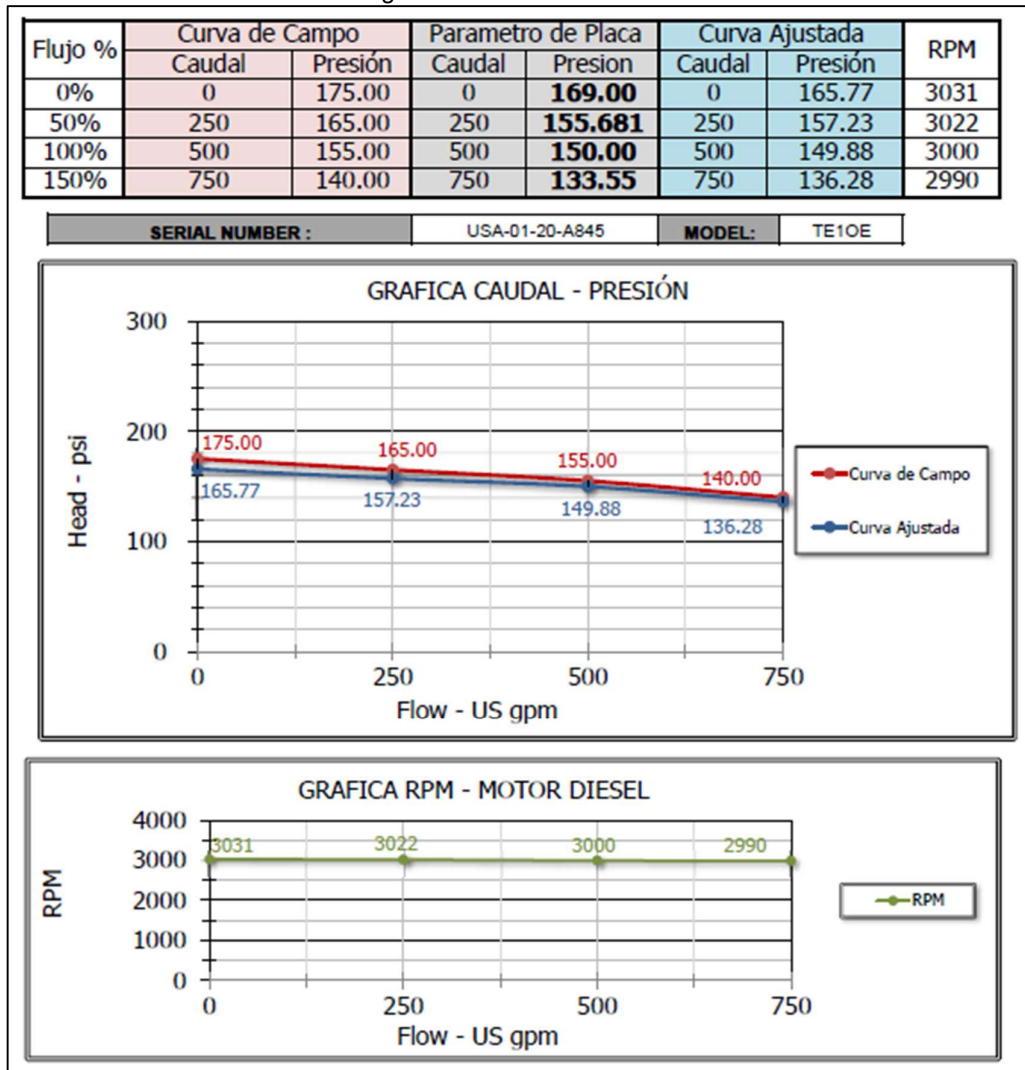 Flujo % Curva de Campo Parametro de Placa Curva Ajustada RPM
Caudal Presión Caudal Presion Caudal Presión
0% 0 175.00 0 169.00 0 165.77 3031
50% 250 165.00 250 155.681 250 157.23 3022
100% 500 155.00 500 150.00 500 149.88 3000
150% 750 140.00 750 133.55 750 136.28 2990
SERIAL NUMBER : USA-01-20-A845 MODEL: TE1OE
GRAFICA CAUDAL - PRESIÓN
300
200
100
0
Head - psi
175.00 165.00 155.00 140.00
165.77 157.23 149.88 136.28
0 250 500 750
Flow - US gpm
Curva de Campo
Curva Ajustada
GRAFICA RPM - MOTOR DIESEL
4000
3000
2000
1000
0
RPM
3031 3022 3000 2990
0 250 500 750
Flow - US gpm
RPM